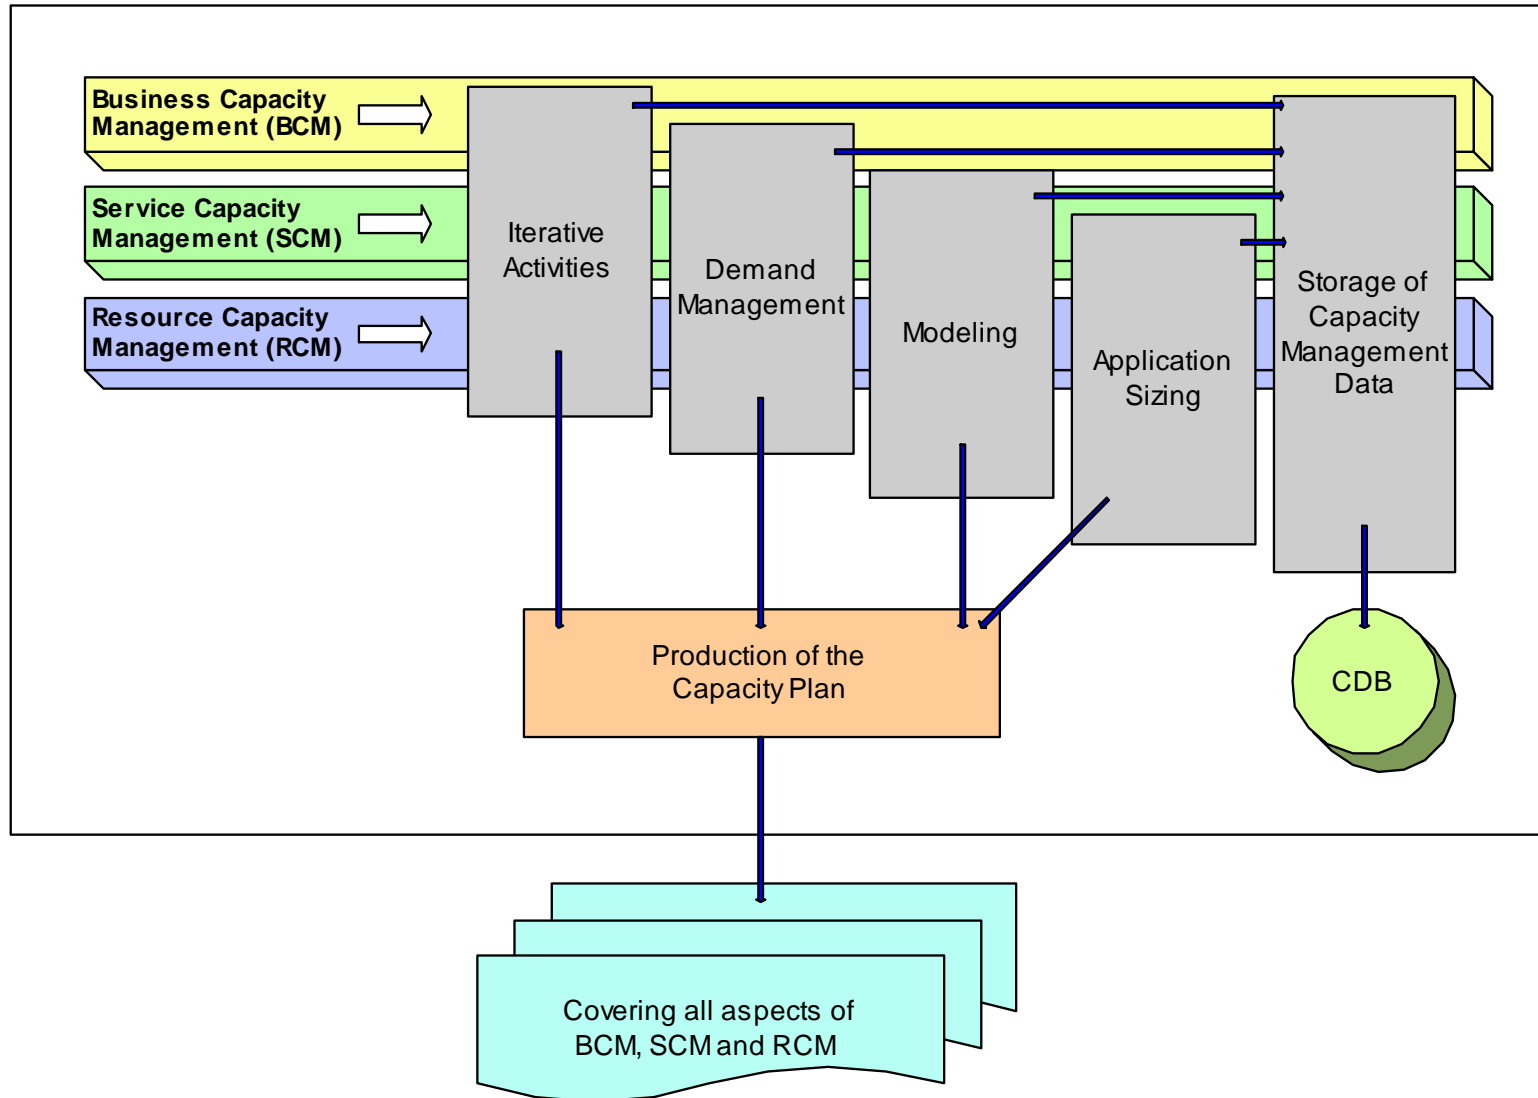 Business Capacity
Management (BCM)
Service Capacity
Management (SCM)
Resource Capacity
Management (RCM)
Iterative
Activities
Demand
Management
Modeling
Application
Sizing
Storage of
Capacity
Management
Data
Production of the
Capacity Plan
CDB
Covering all aspects of
BCM, SCM and RCM